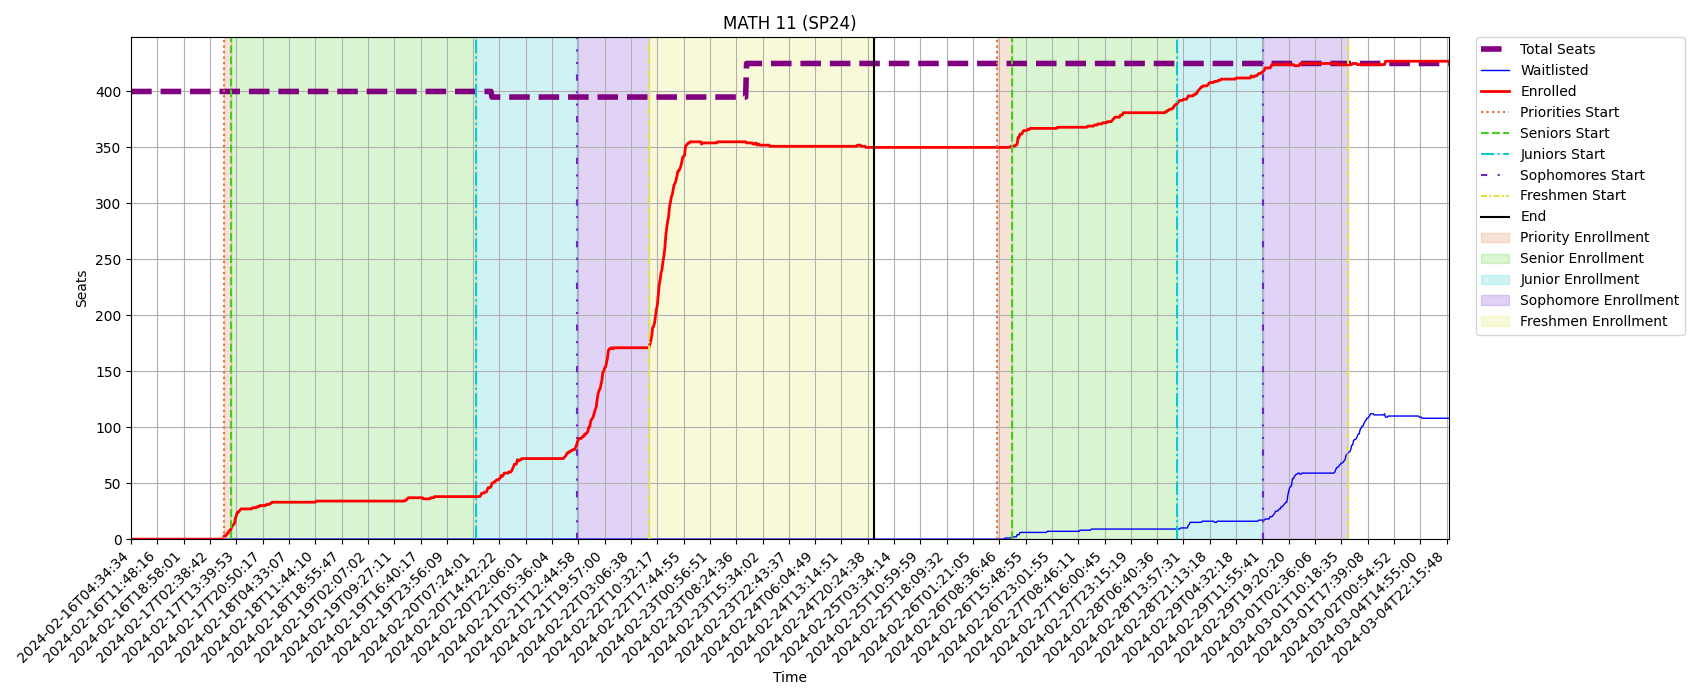 MATH 11 (SP24)
Seats
400
350
300
250
200
150
100
50
0
2024-02-16T04:34:34
2024-02-16T11:48:16
2024-02-16T18:58:01
2024-02-17T02:38:42
2024-02-17T13:39:53
2024-02-17T20:50:17
2024-02-18T04:33:07
2024-02-18T11:44:10
2024-02-18T18:55:47
2024-02-19T02:07:02
2024-02-19T09:27:11
2024-02-19T16:40:17
2024-02-19T23:56:09
2024-02-20T07:24:01
2024-02-20T14:42:22
2024-02-20T22:06:01
2024-02-21T05:36:04
2024-02-21T12:44:58
2024-02-21T19:57:00
2024-02-22T03:06:38
2024-02-22T10:32:17
2024-02-22T17:44:55
2024-02-23T00:56:51
2024-02-23T08:24:36
2024-02-23T15:34:02
2024-02-23T22:43:37
2024-02-24T06:04:49
2024-02-24T13:14:51
2024-02-24T20:24:38
2024-02-25T03:34:14
2024-02-25T10:59:59
2024-02-25T18:09:32
2024-02-26T01:21:05
2024-02-26T08:36:46
2024-02-26T15:48:55
2024-02-26T23:01:55
2024-02-27T08:46:11
2024-02-27T16:00:45
2024-02-27T23:15:19
2024-02-28T06:40:36
2024-02-28T13:57:31
2024-02-28T21:13:18
2024-02-29T04:32:18
2024-02-29T11:55:41
2024-02-29T19:20:20
2024-03-01T02:36:06
2024-03-01T10:18:35
2024-03-01T17:39:08
2024-03-02T00:54:52
2024-03-04T14:55:00
2024-03-04T22:15:48
Time
Total Seats
Waitlisted
Enrolled
Priorities Start
Seniors Start
Juniors Start
Sophomores Start
Freshmen Start
End
Priority Enrollment
Senior Enrollment
Junior Enrollment
Sophomore Enrollment
Freshmen Enrollment